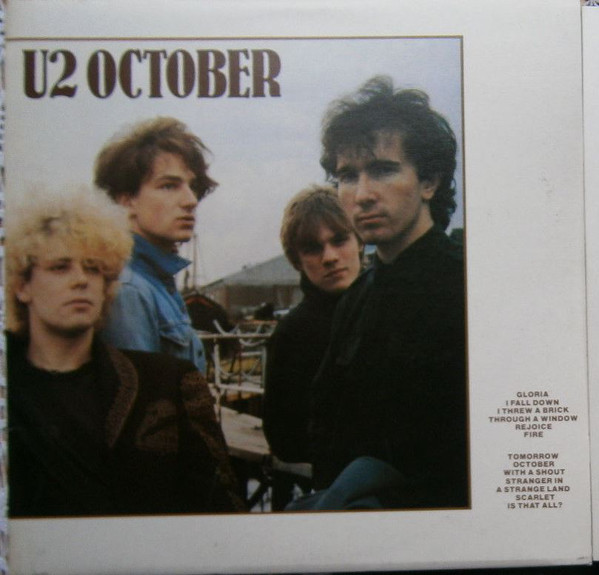 U2 OCTOBER
GLORIA
I FALL DOWN
I THREW A BRICK
THROUGH A WINDOW
REJOICE
FIRE
TOMORROW
OCTOBER
WITH A SHOUT
STRANGER IN
A STRANGE LAND
SCARLET
IS THAT ALL?